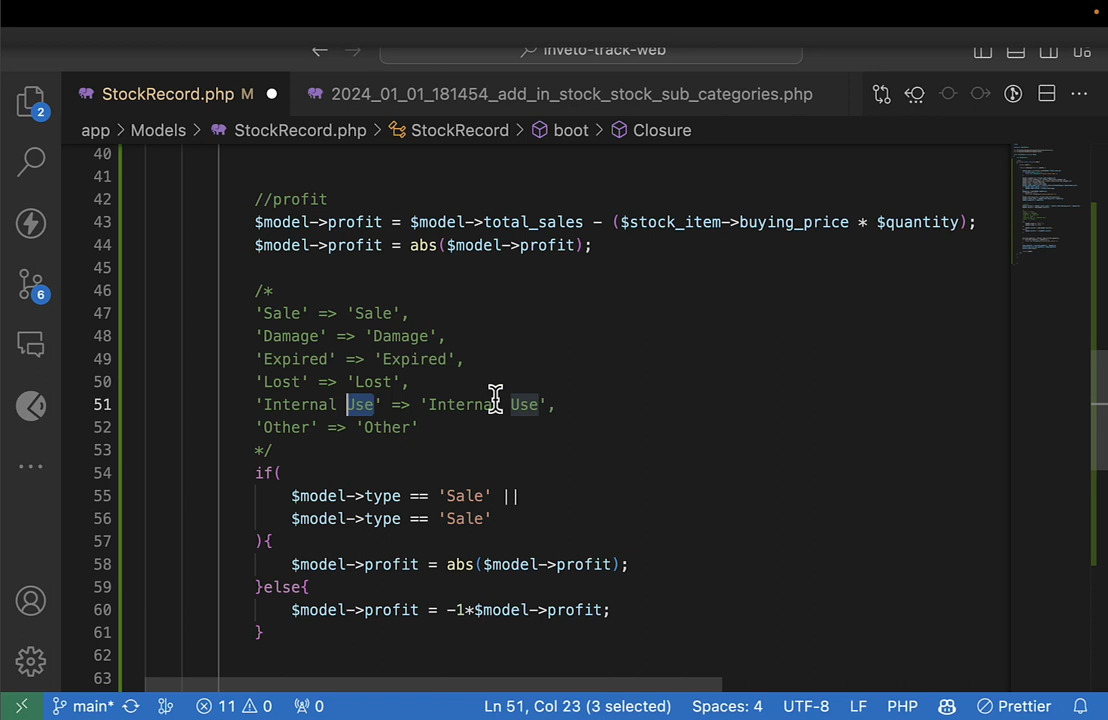 inveto-track-web
StockRecord.php M
2024_01_01_181454_add_in_stock_stock_sub_categories.php
app > Models > StockRecord.php > StockRecord > boot > Closure
40
41
42 //profit
43 $model->profit = $model->total_sales - ($stock_item->buying_price * $quantity);
44 $model->profit = abs($model->profit);
45
46 /*
47 'Sale' => 'Sale',
48 'Damage' => 'Damage',
49 'Expired' => 'Expired',
50 'Lost' => 'Lost',
51 'Internal Use' => 'Internal Use',
52 'Other' => 'Other'
53 */
54 if(
55 $model->type == 'Sale' ||
56 $model->type == 'Sale'
57 ){
58 $model->profit = abs($model->profit);
59 }else{
60 $model->profit = -1*$model->profit;
61 }
62
63
2
6
main* 11 0 0 Ln 51, Col 23 (3 selected) Spaces: 4 UTF-8 LF PHP Prettier